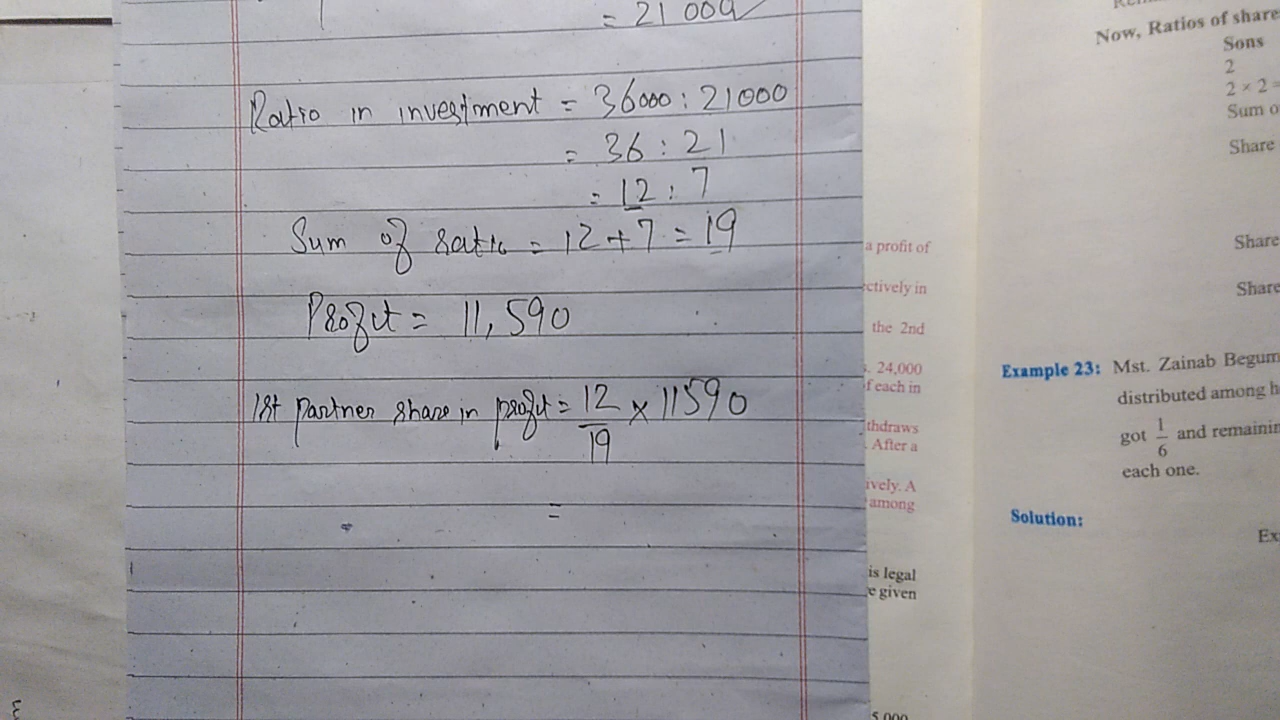 = 21 000
Ratio in investment = 36000 : 21000
= 36 : 21
= 12 : 7
Sum of ratio = 12 + 7 = 19
Profit = 11,590
1st Partner share in profit = 12/19 × 11590
=
a profit of
ctively in
the 2nd
24,000
f each in
thdraws
. After a
ively. A
among
is legal
e given
5,000
Now, Ratios of share
Sons
2
2 × 2 =
Sum o
Share
Share
Share
Example 23: Mst. Zainab Begum
distributed among h
got 1/6 and remainin
each one.
Solution:
Ex